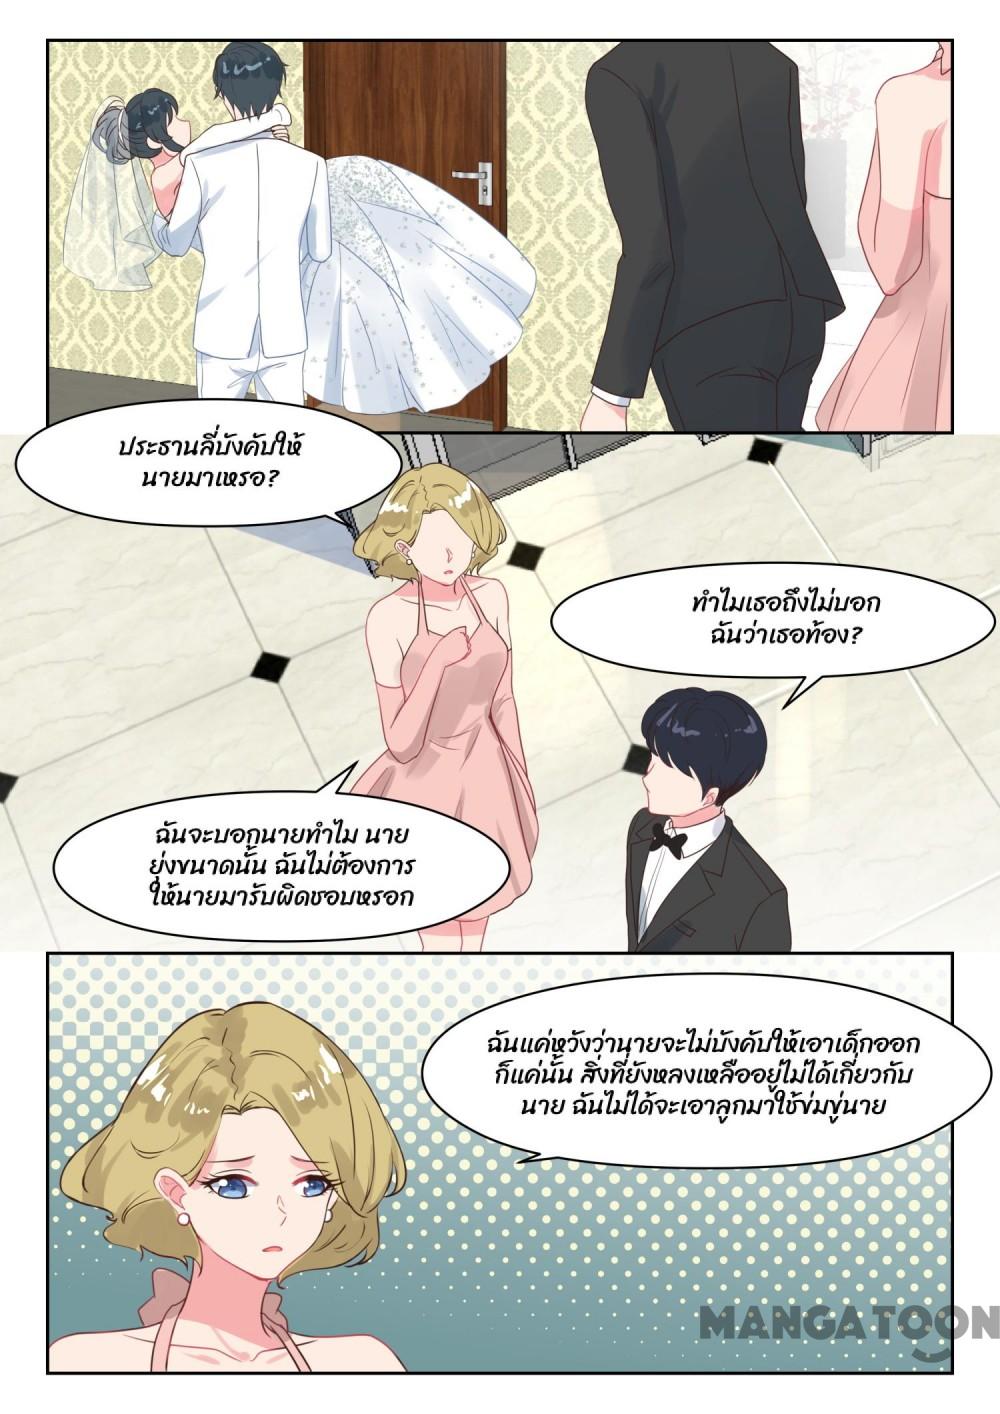 ประธานลี่บังคับให้
นายมาเหรอ?
ทำไมเธอถึงไม่บอก
ฉันว่าเธอท้อง?
ฉันจะบอกนายทำไม นาย
ยุ่งขนาดนั้น ฉันไม่ต้องการ
ให้นายมารับผิดชอบหรอก
ฉันแค่หวังว่านายจะไม่บังคับให้เอาเด็กออก
ก็แค่นั้น สิ่งที่ยังหลงเหลืออยู่ไม่ได้เกี่ยวกับ
นาย ฉันไม่ได้จะเอาลูกมาใช้ข่มขู่นาย
MANGATOON